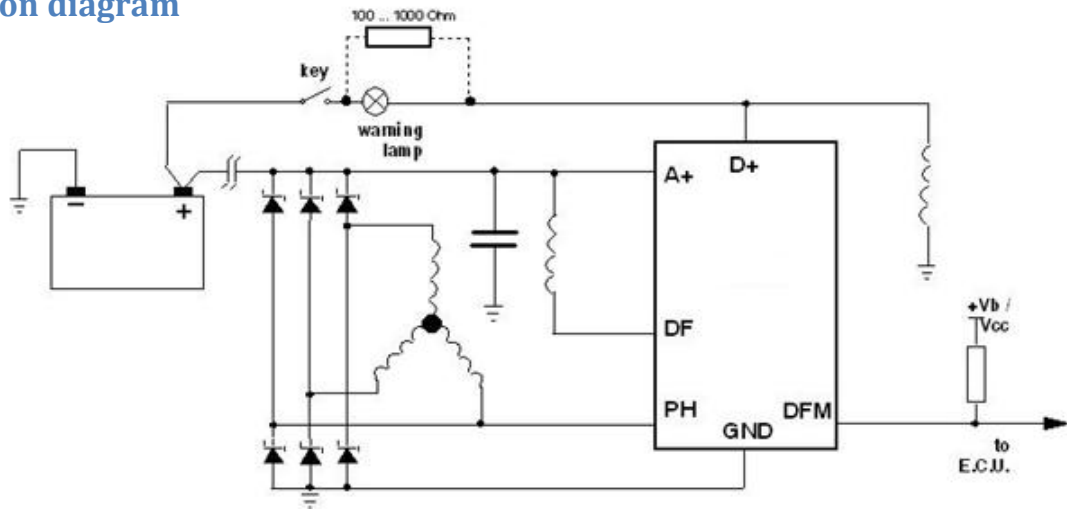 on diagram
100 ... 1000 Ohm
key
warning
lamp
D+
A+
– +
+Vb /
Vcc
DF
PH
DFM
GND
to
E.C.U.